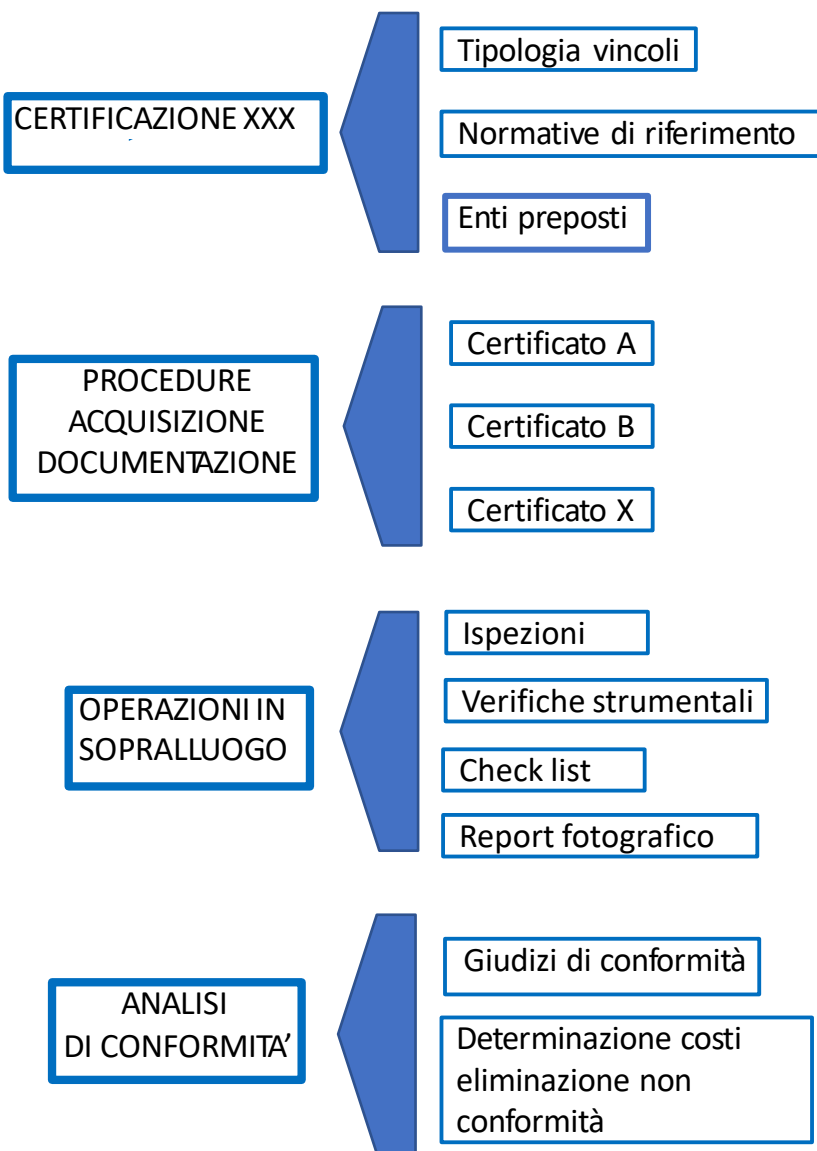 CERTIFICAZIONE XXX
Tipologia vincoli
Normative di riferimento
Enti preposti
PROCEDURE
ACQUISIZIONE
DOCUMENTAZIONE
Certificato A
Certificato B
Certificato X
OPERAZIONI IN
SOPRALLUOGO
Ispezioni
Verifiche strumentali
Check list
Report fotografico
ANALISI
DI CONFORMITA’
Giudizi di conformità
Determinazione costi
eliminazione non
conformità